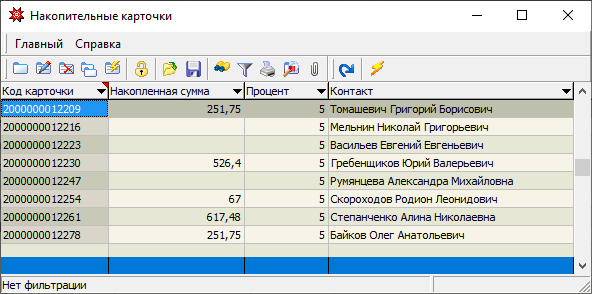 Накопительные карточки
Главный Справка
Код карточки Накопленная сумма Процент Контакт
2000000012209 251,75 5 Томашевич Григорий Борисович
2000000012216 5 Мельнин Николай Григорьевич
2000000012223 5 Васильев Евгений Евгеньевич
2000000012230 526,4 5 Гребенщиков Юрий Валерьевич
2000000012247 5 Румянцева Александра Михайловна
2000000012254 67 5 Скороходов Родион Леонидович
2000000012261 617,48 5 Степанченко Алина Николаевна
2000000012278 251,75 5 Байков Олег Анатольевич
Нет фильтрации